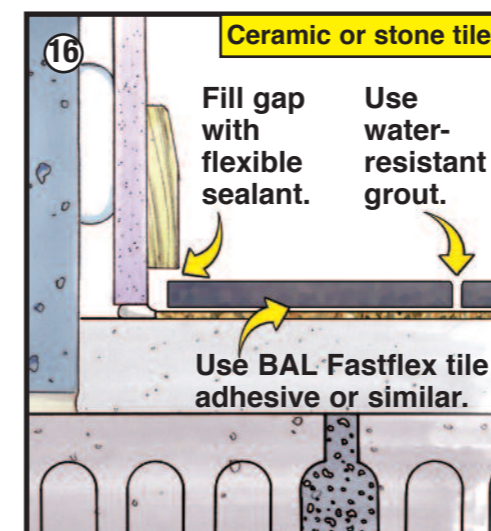 16
Ceramic or stone tile
Fill gap
with
flexible
sealant.
Use
water-
resistant
grout.
Use BAL Fastflex tile
adhesive or similar.